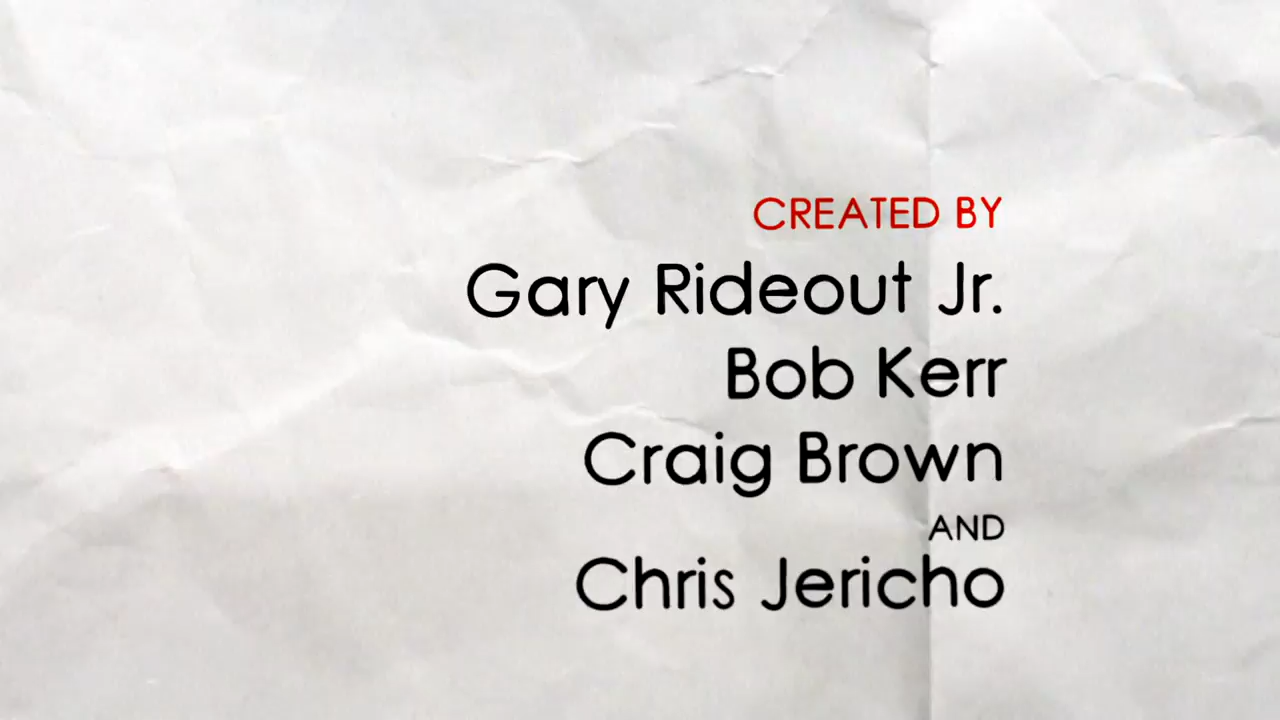 CREATED BY
Gary Rideout Jr.
Bob Kerr
Craig Brown
AND
Chris Jericho